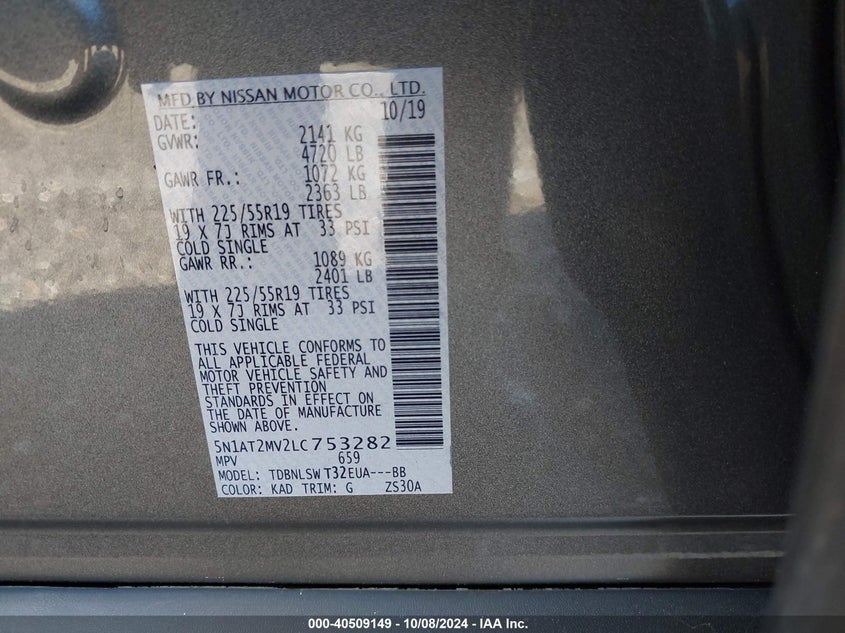 MFD BY NISSAN MOTOR CO., LTD.
DATE: 10/19
GVWR: 2141 KG
4720 LB
GAWR FR.: 1072 KG
2363 LB
WITH 225/55R19 TIRES
19 X 7J RIMS AT 33 PSI
COLD SINGLE
GAWR RR.: 1089 KG
2401 LB
WITH 225/55R19 TIRES
19 X 7J RIMS AT 33 PSI
COLD SINGLE
THIS VEHICLE CONFORMS TO
ALL APPLICABLE FEDERAL
MOTOR VEHICLE SAFETY AND
THEFT PREVENTION
STANDARDS IN EFFECT ON
THE DATE OF MANUFACTURE
SHOWN ABOVE.
5N1AT2MV2LC753282
MPV 659
MODEL: TDBNLSWT32EUA---BB
COLOR: KAD TRIM: G ZS30A
000-40509149 - 10/08/2024 - IAA Inc.